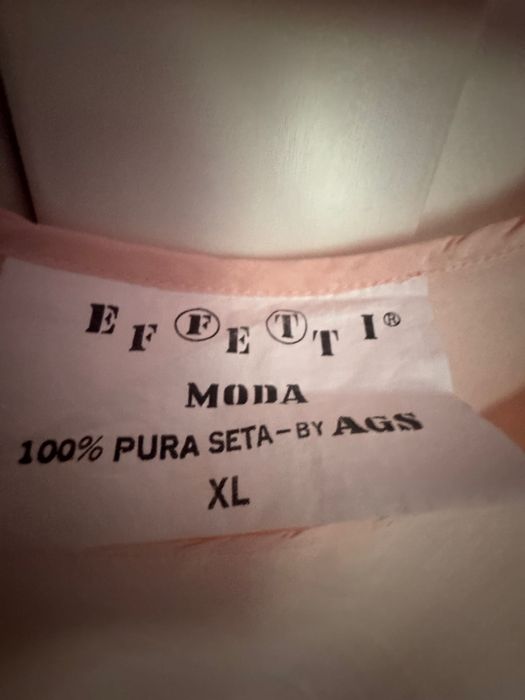 EFFETTI®
MODA
100% PURA SETA-BY AGS
XL